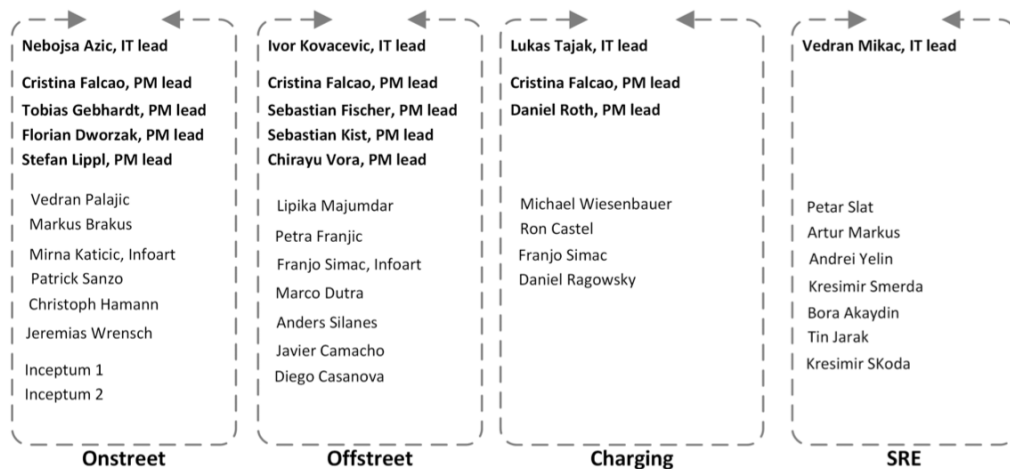 Nebojsa Azic, IT lead
Cristina Falcao, PM lead
Tobias Gebhardt, PM lead
Florian Dworzak, PM lead
Stefan Lippl, PM lead
Vedran Palajic
Markus Brakus
Mirna Katicic, Infoart
Patrick Sanzo
Christoph Hamann
Jeremias Wrensch
Inceptum 1
Inceptum 2
Onstreet
Ivor Kovacevic, IT lead
Cristina Falcao, PM lead
Sebastian Fischer, PM lead
Sebastian Kist, PM lead
Chirayu Vora, PM lead
Lipika Majumdar
Petra Franjic
Franjo Simac, Infoart
Marco Dutra
Anders Silanes
Javier Camacho
Diego Casanova
Offstreet
Lukas Tajak, IT lead
Cristina Falcao, PM lead
Daniel Roth, PM lead
Michael Wiesenbauer
Ron Castel
Franjo Simac
Daniel Ragowsky
Charging
Vedran Mikac, IT lead
Petar Slat
Artur Markus
Andrei Yelin
Kresimir Smerda
Bora Akaydin
Tin Jarak
Kresimir SKoda
SRE